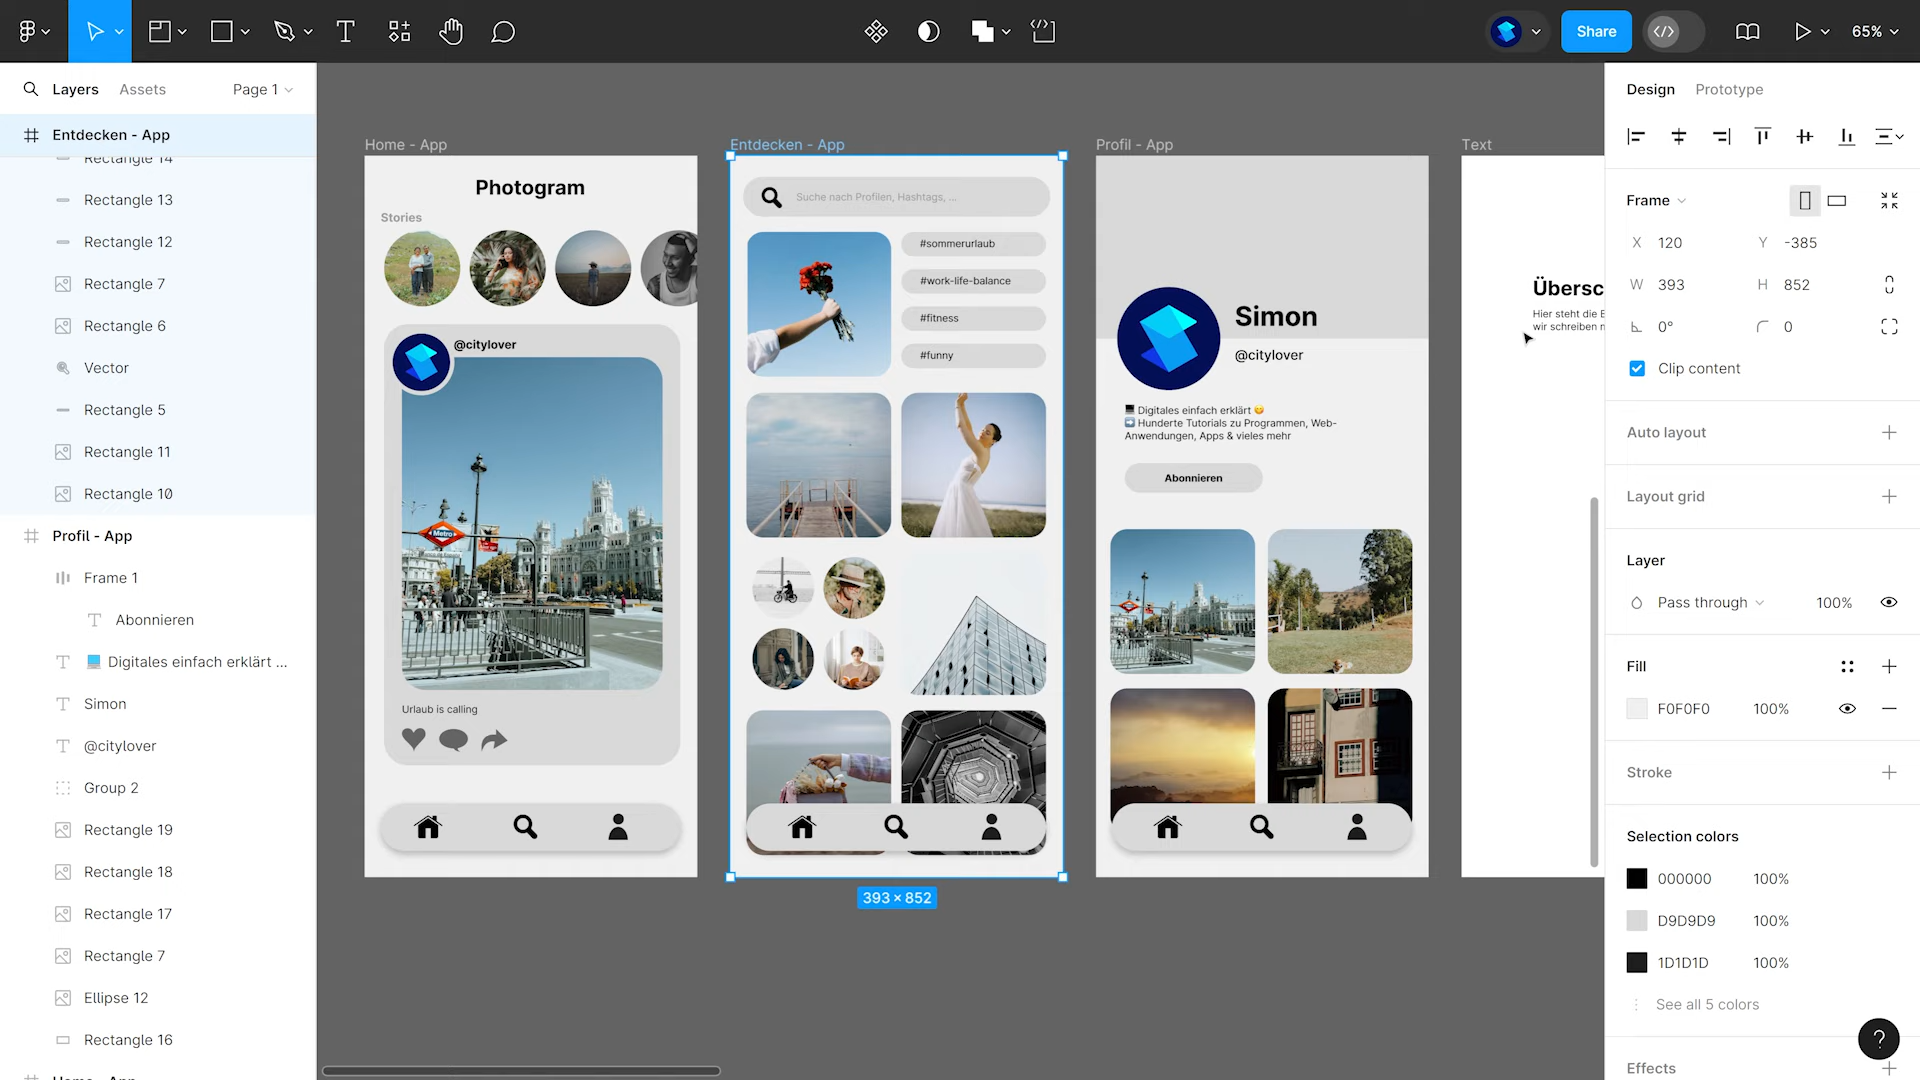 Share
65%
Layers
Assets
Page 1
Entdecken - App
Rectangle 14
Rectangle 13
Rectangle 12
Rectangle 7
Rectangle 6
Vector
Rectangle 5
Rectangle 11
Rectangle 10
Profil - App
Frame 1
Abonnieren
Digitales einfach erklärt ...
Simon
@citylover
Group 2
Rectangle 19
Rectangle 18
Rectangle 17
Rectangle 7
Ellipse 12
Rectangle 16
Home - App
Home - App
Photogram
Stories
@citylover
Metro
Urlaub is calling
Entdecken - App
Suche nach Profilen, Hashtags, ...
#sommerurlaub
#work-life-balance
#fitness
#funny
393 × 852
Profil - App
Simon
@citylover
💻 Digitales einfach erklärt 😋
➡️ Hunderte Tutorials zu Programmen, Web-
Anwendungen, Apps & vieles mehr
Abonnieren
Text
Übersc
Hier steht die B
wir schreiben n
Design
Prototype
Frame
X 120
Y -385
W 393
H 852
0°
0
Clip content
Auto layout
Layout grid
Layer
Pass through
100%
Fill
F0F0F0
100%
Stroke
Selection colors
000000
100%
D9D9D9
100%
1D1D1D
100%
See all 5 colors
Effects
?